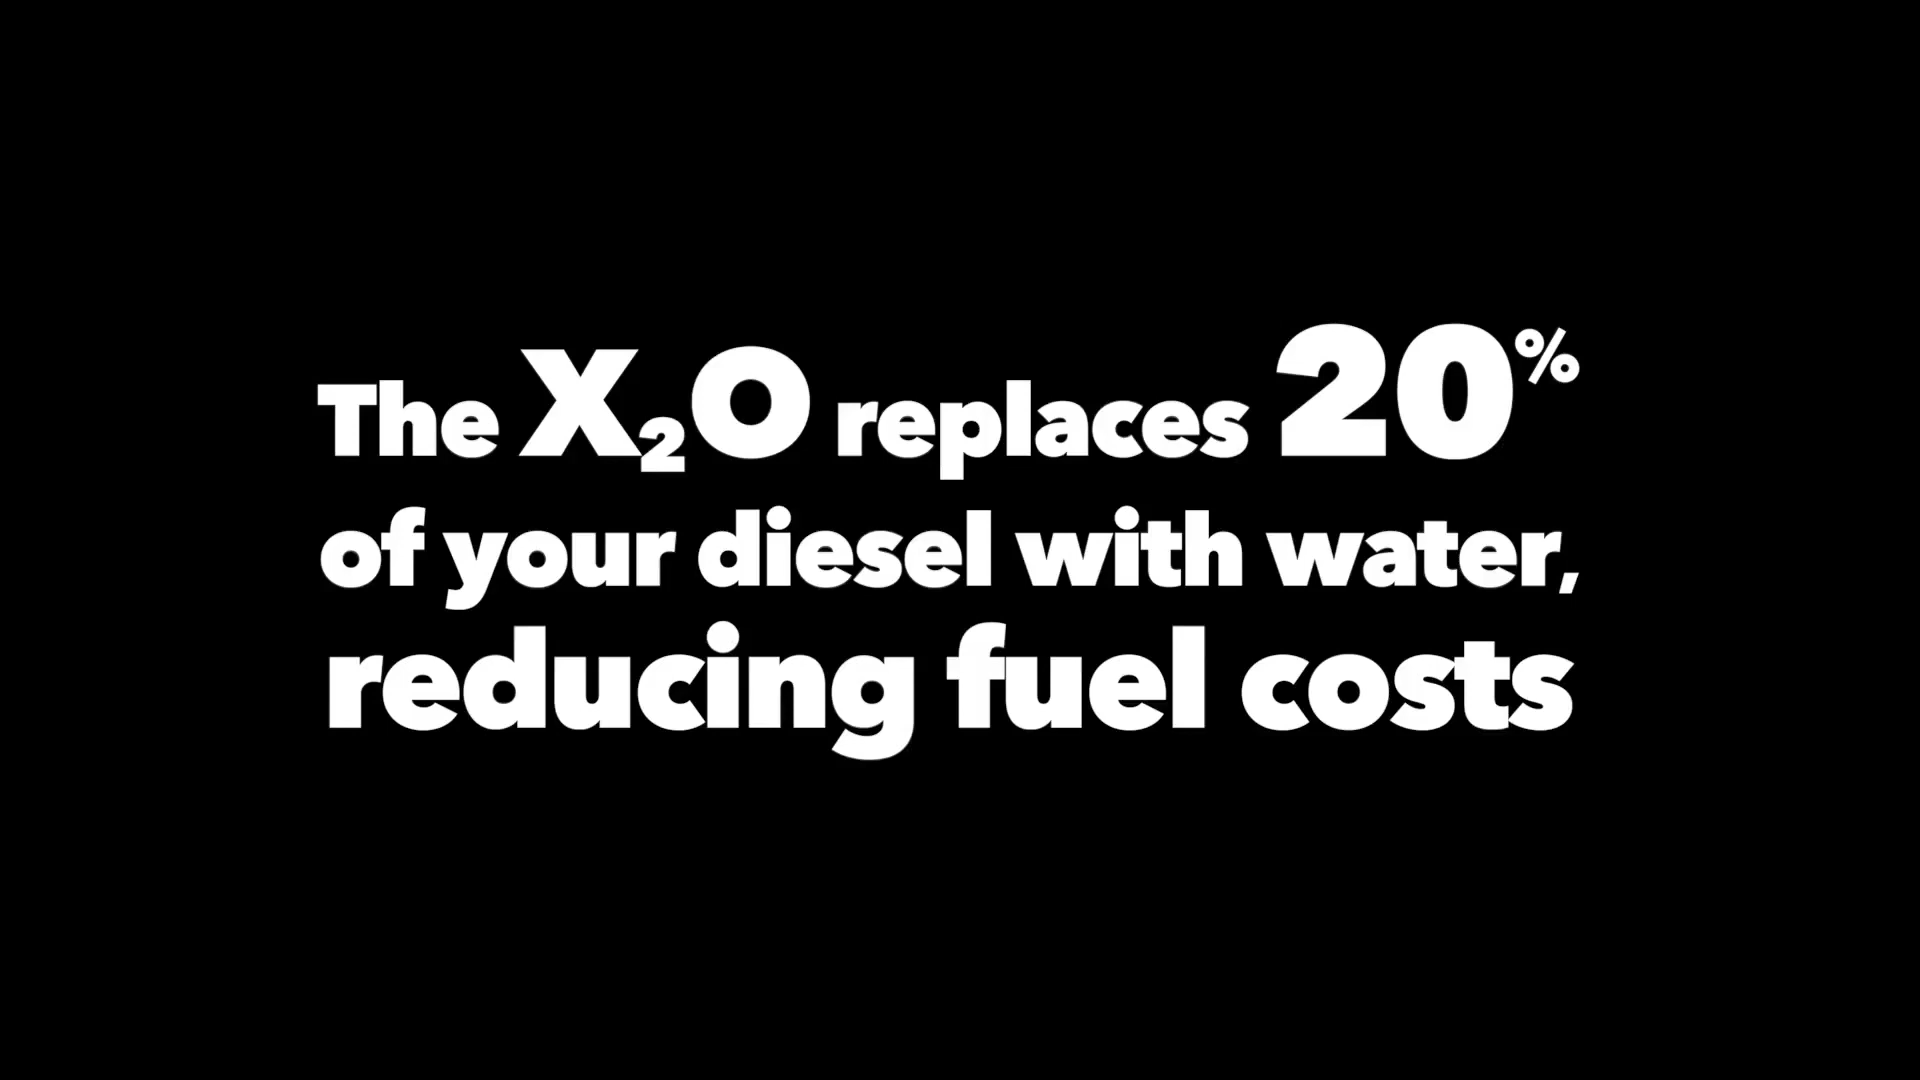 The X₂O replaces 20%
of your diesel with water,
reducing fuel costs